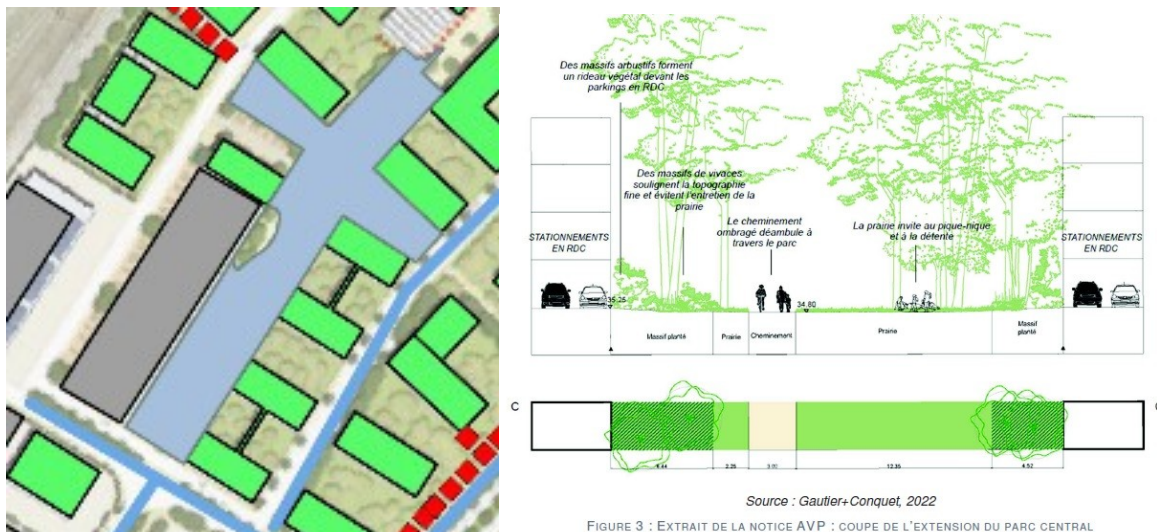 Des massifs arbustifs forment
un rideau végétal devant les
parkings en RDC
Des massifs de vivaces
soulignent la topographie
fine et évitent l'entretien de la
prairie
Le cheminement
ombragé déambule à
travers le parc
La prairie invite au pique-nique
et à la détente
STATIONNEMENTS
EN RDC
STATIONNEMENTS
EN RDC
35.25
34.80
Massif planté
Prairie
Cheminement
Prairie
Massif
planté
C
2.25
3.00
12.35
4.52
Source : Gautier+Conquet, 2022
FIGURE 3 : EXTRAIT DE LA NOTICE AVP : COUPE DE L'EXTENSION DU PARC CENTRAL